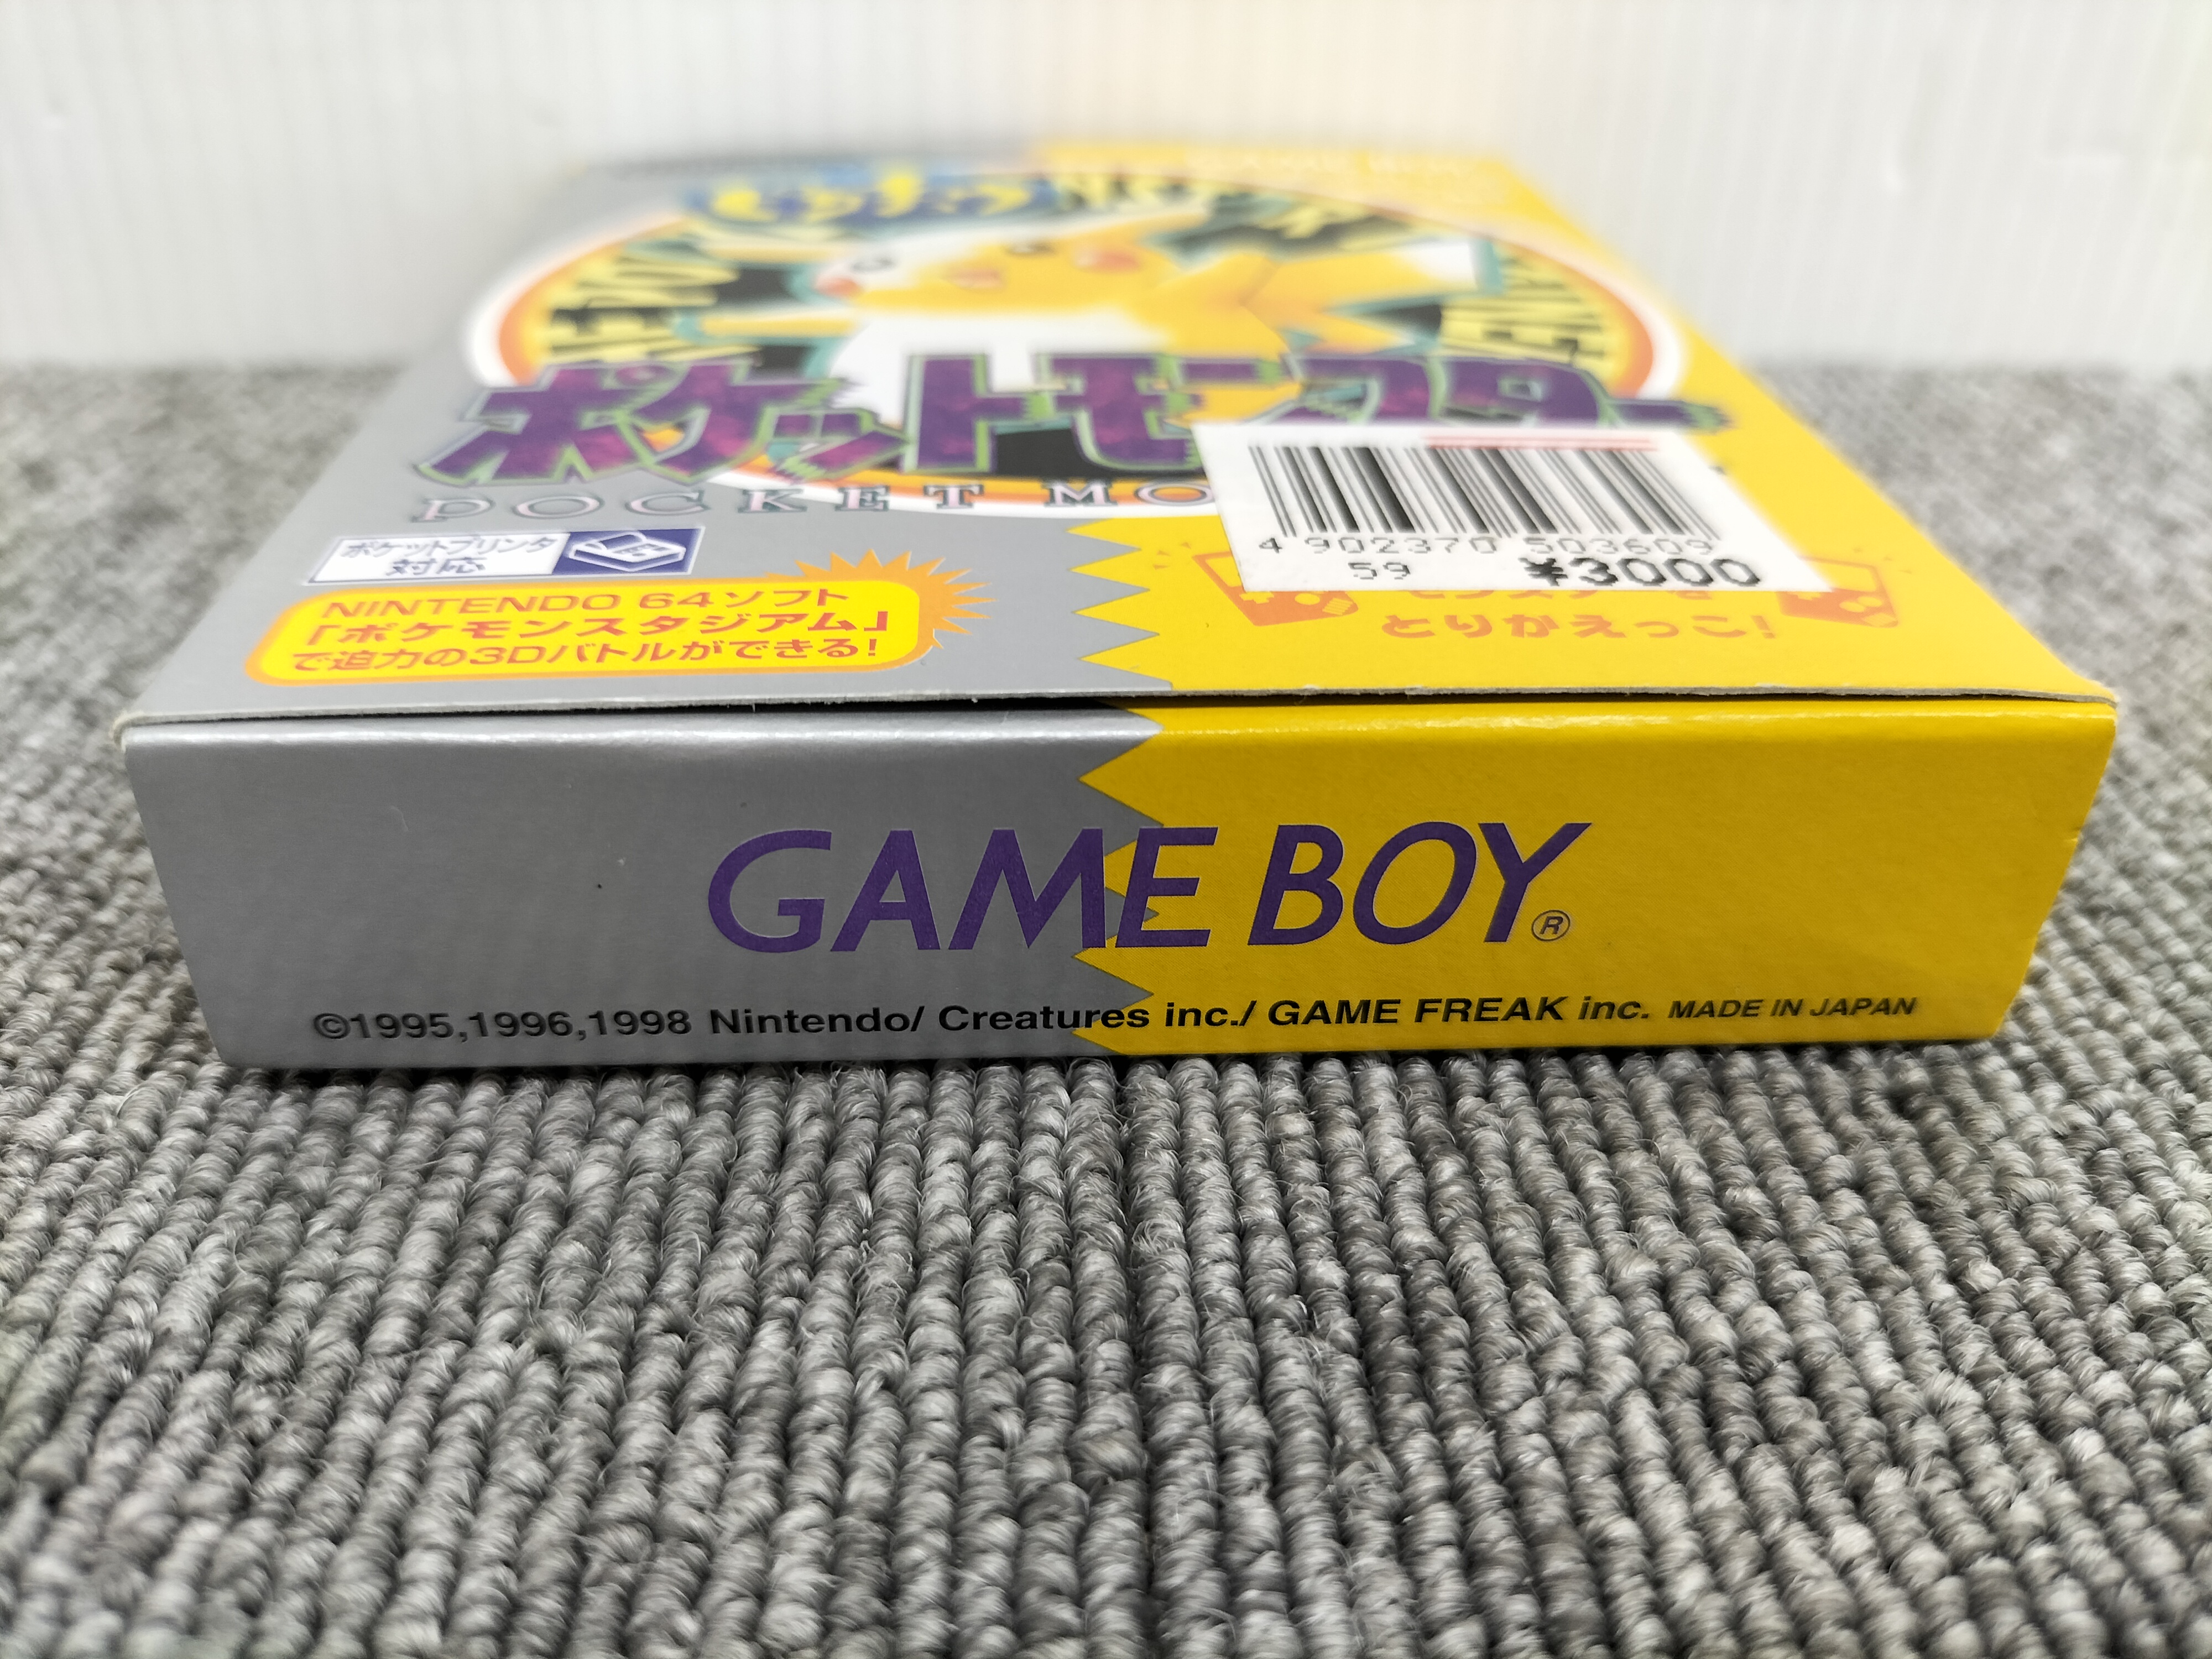 ポケットモンスター
POCKET MO
4 902370 503609
59 ¥3000
ポケットプリンタ
対応
NINTENDO 64ソフト
「ポケモンスタジアム」
で迫力の3Dバトルができる!
とりかえっこ!
GAME BOY®
©1995,1996,1998 Nintendo/ Creatures inc./ GAME FREAK inc. MADE IN JAPAN